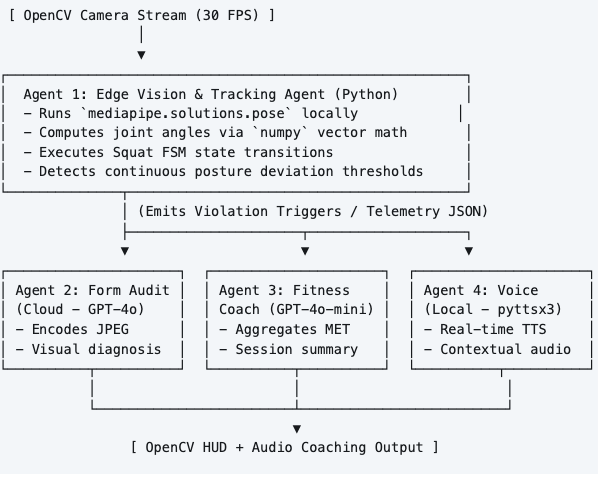 [ OpenCV Camera Stream (30 FPS) ]
Agent 1: Edge Vision & Tracking Agent (Python)
– Runs `mediapipe.solutions.pose` locally
– Computes joint angles via `numpy` vector math
– Executes Squat FSM state transitions
– Detects continuous posture deviation thresholds
(Emits Violation Triggers / Telemetry JSON)
Agent 2: Form Audit
(Cloud – GPT-4o)
– Encodes JPEG
– Visual diagnosis
Agent 3: Fitness
Coach (GPT-4o-mini)
– Aggregates MET
– Session summary
Agent 4: Voice
(Local – pyttsx3)
– Real-time TTS
– Contextual audio
[ OpenCV HUD + Audio Coaching Output ]